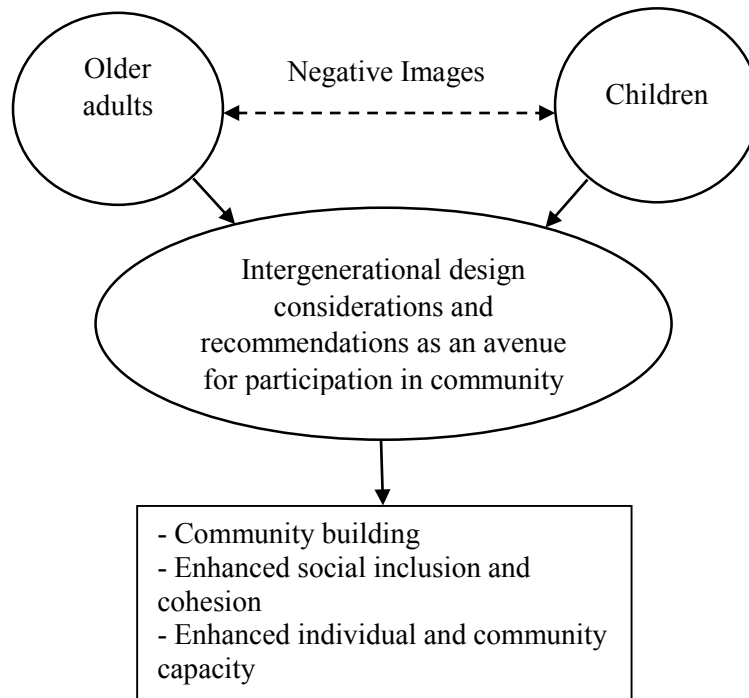 Older
adults
Negative Images
Children
Intergenerational design
considerations and
recommendations as an avenue
for participation in community
- Community building
- Enhanced social inclusion and
cohesion
- Enhanced individual and community
capacity